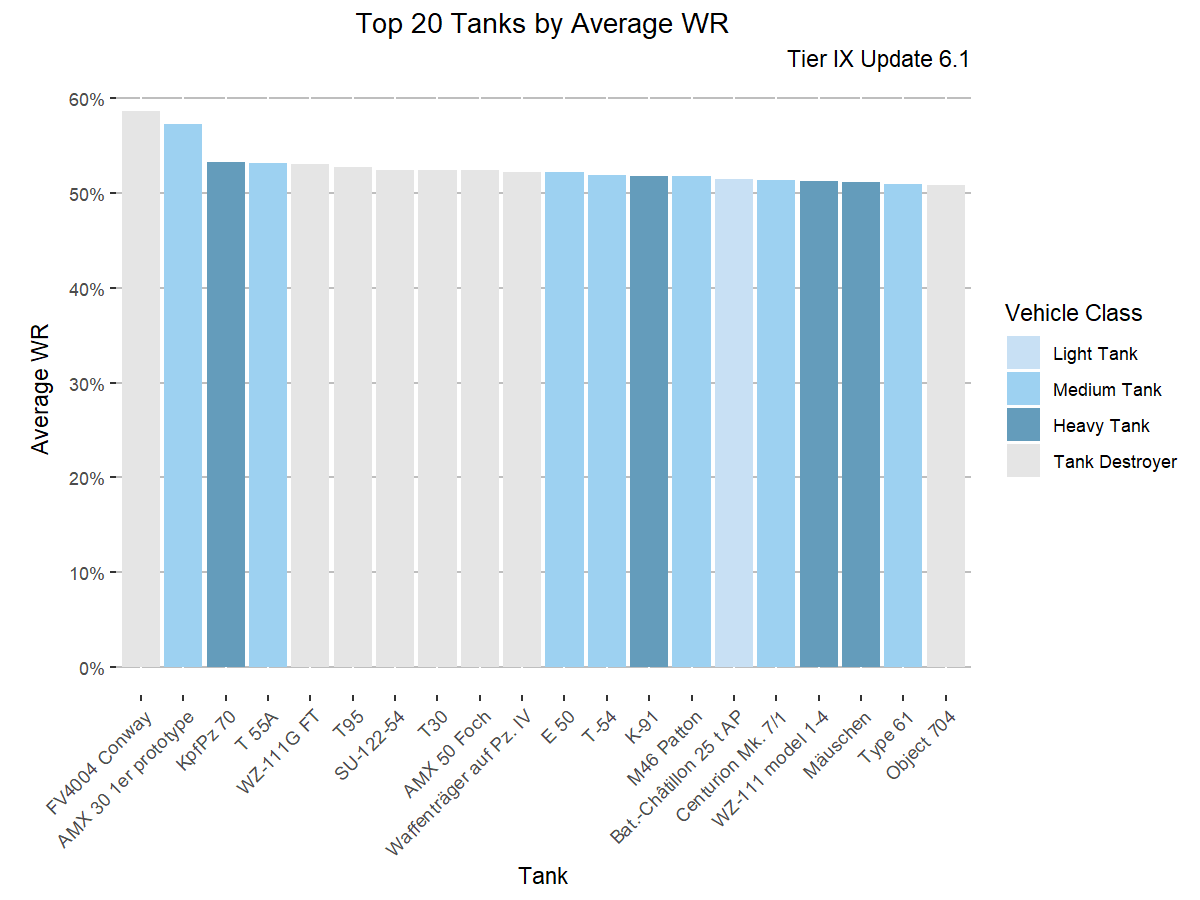 Top 20 Tanks by Average WR
Tier IX Update 6.1
60%
50%
40%
30%
20%
10%
0%
Average WR
FV4004 Conway
AMX 30 1er prototype
KpfPz 70
T 55A
WZ-111G FT
T95
SU-122-54
T30
AMX 50 Foch
Waffenträger auf Pz. IV
E 50
T-54
K-91
M46 Patton
Bat.-Châtillon 25 t AP
Centurion Mk. 7/1
WZ-111 model 1-4
Mäuschen
Type 61
Object 704
Tank
Vehicle Class
Light Tank
Medium Tank
Heavy Tank
Tank Destroyer